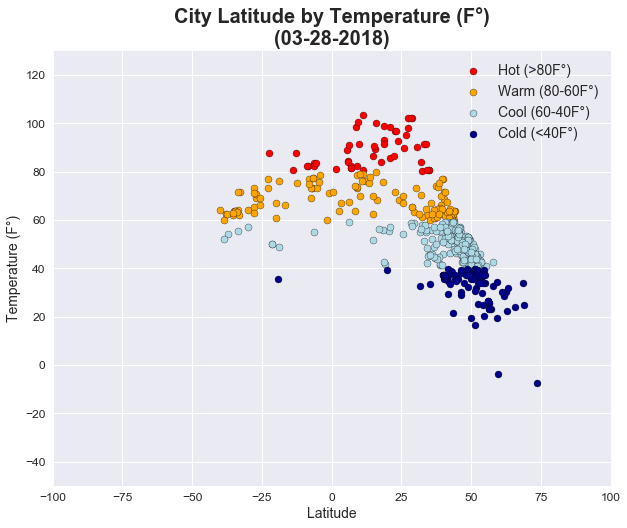 City Latitude by Temperature (F°)
(03-28-2018)
Hot (>80F°)
Warm (80-60F°)
Cool (60-40F°)
Cold (<40F°)
Temperature (F°)
120
100
80
60
40
20
0
−20
−40
−100
−75
−50
−25
0
25
50
75
100
Latitude